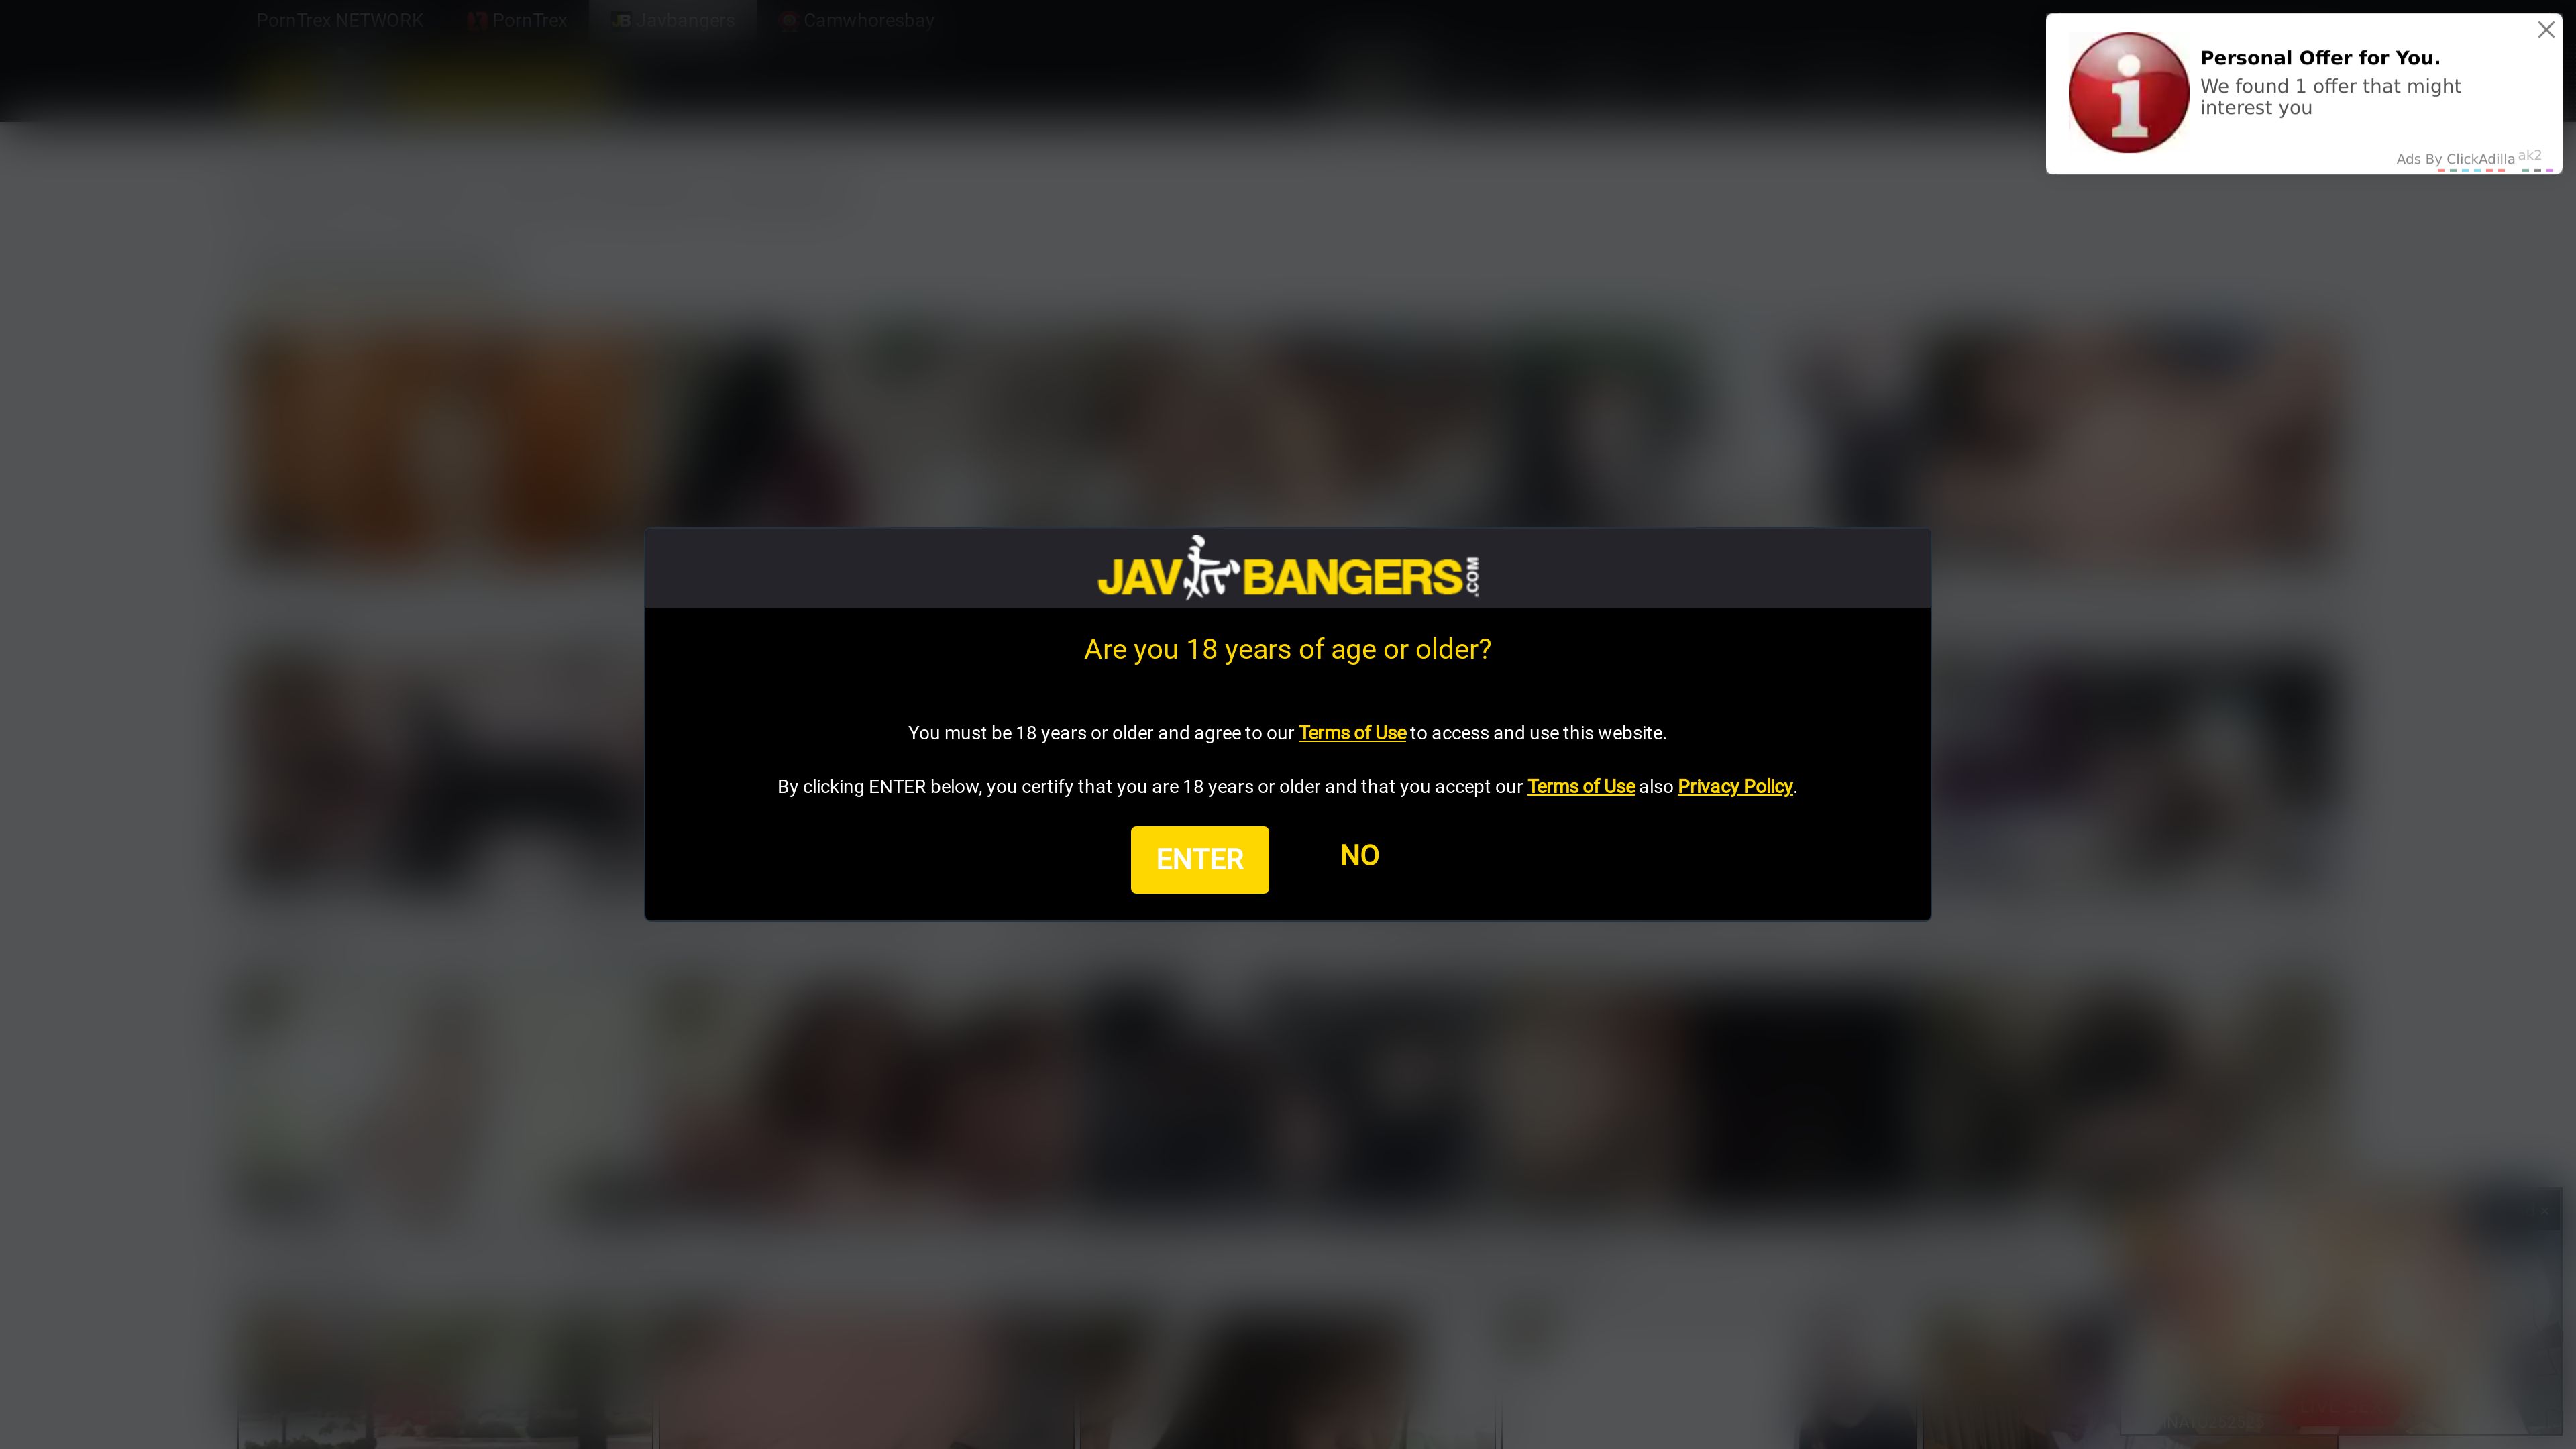 PornTrex NETWORK
PornTrex
Javbangers
Camwhoresbay
Personal Offer for You.
We found 1 offer that might
interest you
Ads By ClickAdilla ak2
JAV BANGERS .COM
Are you 18 years of age or older?
You must be 18 years or older and agree to our Terms of Use to access and use this website.
By clicking ENTER below, you certify that you are 18 years or older and that you accept our Terms of Use also Privacy Policy.
ENTER
NO